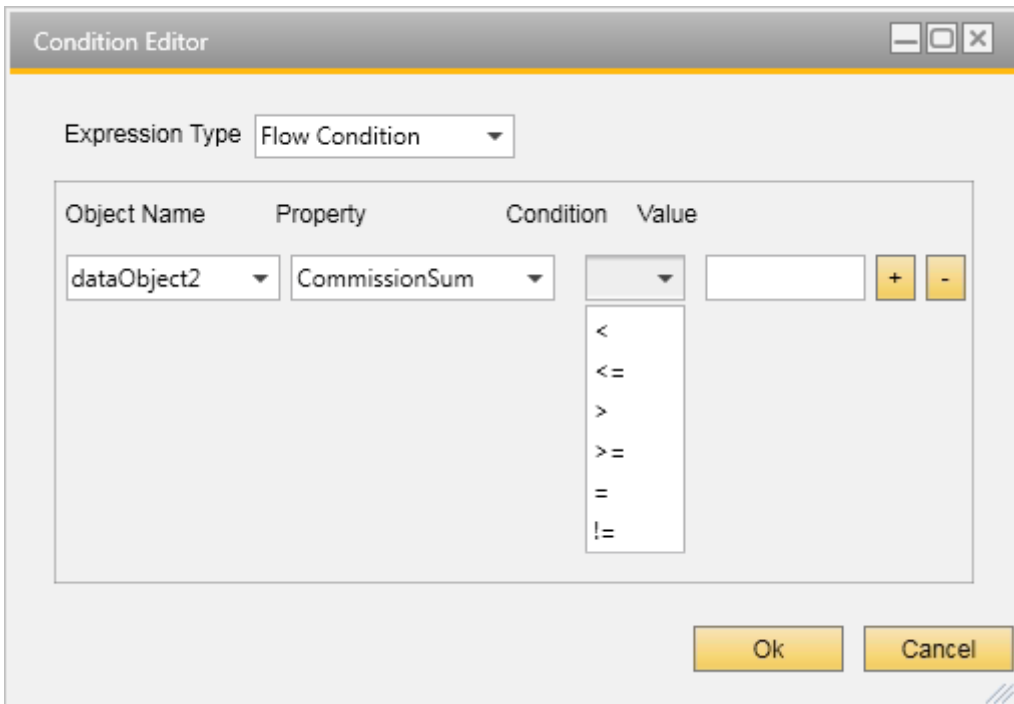 Condition Editor
Expression Type Flow Condition
Object Name Property Condition Value
dataObject2 CommissionSum + -
<
<=
>
>=
=
!=
Ok Cancel